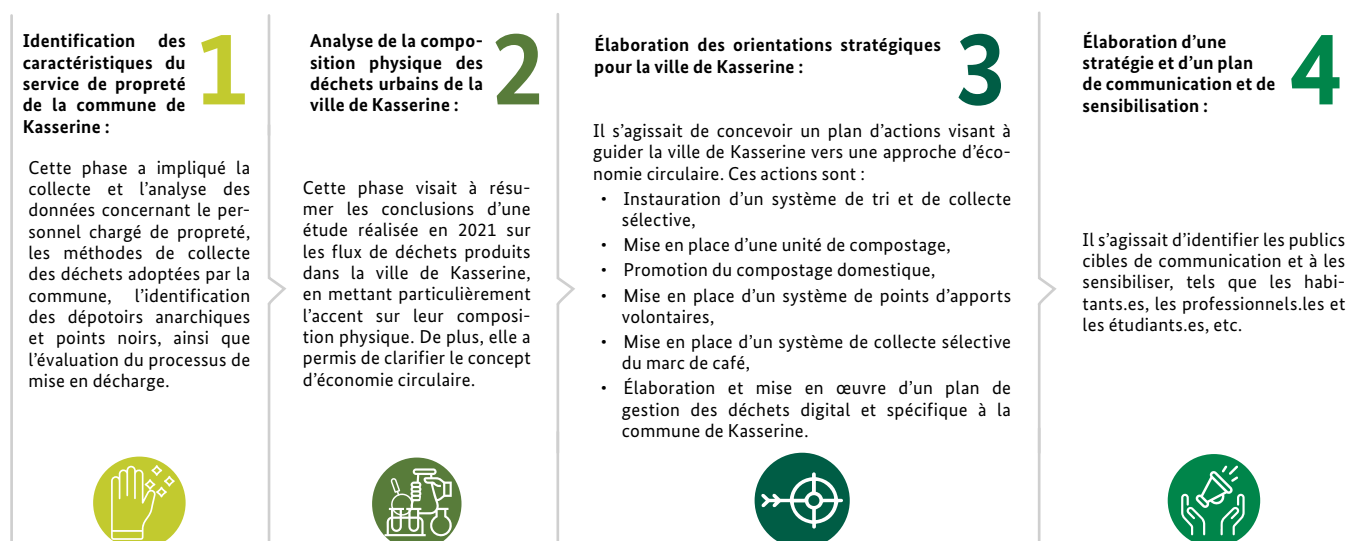 Identification des
caractéristiques du
service de propreté
de la commune de
Kasserine :
1
Cette phase a impliqué la
collecte et l'analyse des
données concernant le per-
sonnel chargé de propreté,
les méthodes de collecte
des déchets adoptées par la
commune, l'identification
des dépotoirs anarchiques
et points noirs, ainsi que
l'évaluation du processus de
mise en décharge.
Analyse de la compo-
sition physique des
déchets urbains de la
ville de Kasserine :
2
Cette phase visait à résu-
mer les conclusions d'une
étude réalisée en 2021 sur
les flux de déchets produits
dans la ville de Kasserine,
en mettant particulièrement
l'accent sur leur composi-
tion physique. De plus, elle a
permis de clarifier le concept
d'économie circulaire.
Élaboration des orientations stratégiques
pour la ville de Kasserine :
3
Il s'agissait de concevoir un plan d'actions visant à
guider la ville de Kasserine vers une approche d'éco-
nomie circulaire. Ces actions sont :
• Instauration d'un système de tri et de collecte
sélective,
• Mise en place d'une unité de compostage,
• Promotion du compostage domestique,
• Mise en place d'un système de points d'apports
volontaires,
• Mise en place d'un système de collecte sélective
du marc de café,
• Élaboration et mise en œuvre d'un plan de
gestion des déchets digital et spécifique à la
commune de Kasserine.
Élaboration d'une
stratégie et d'un plan
de communication et de
sensibilisation :
4
Il s'agissait d'identifier les publics
cibles de communication et à les
sensibiliser, tels que les habi-
tants.es, les professionnels.les et
les étudiants.es, etc.